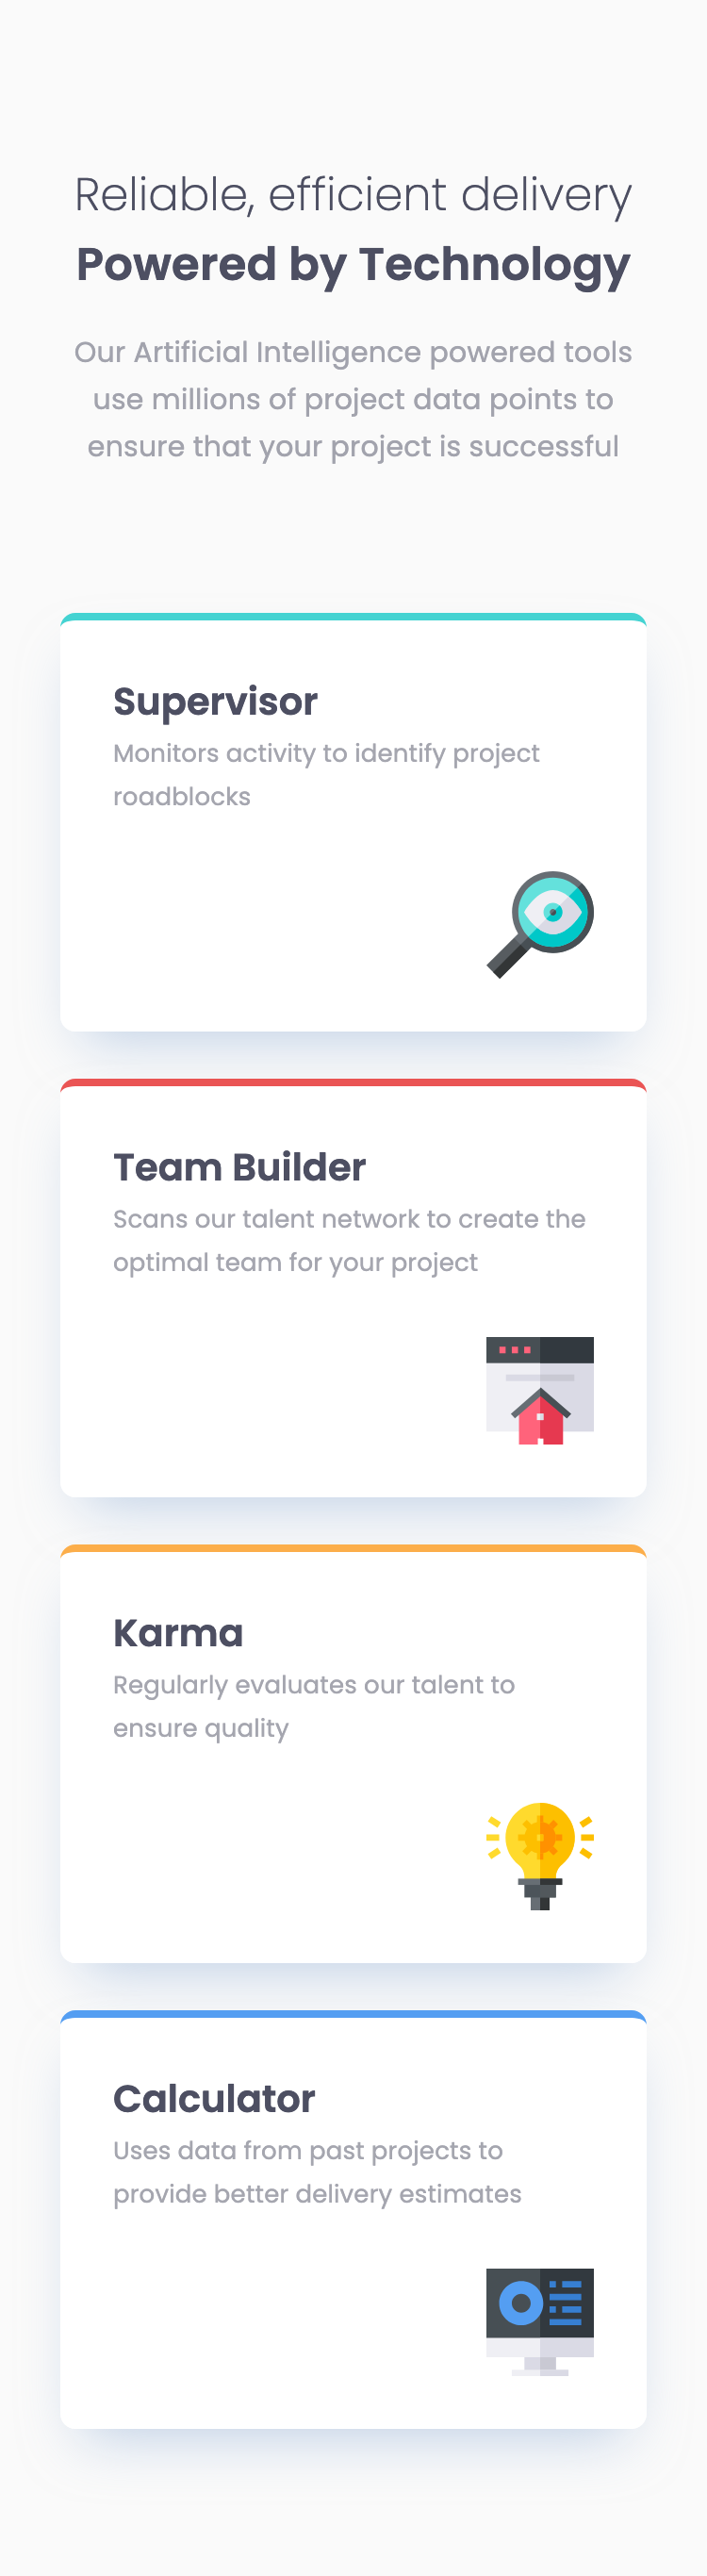 Reliable, efficient delivery
Powered by Technology
Our Artificial Intelligence powered tools
use millions of project data points to
ensure that your project is successful
Supervisor
Monitors activity to identify project
roadblocks
Team Builder
Scans our talent network to create the
optimal team for your project
Karma
Regularly evaluates our talent to
ensure quality
Calculator
Uses data from past projects to
provide better delivery estimates